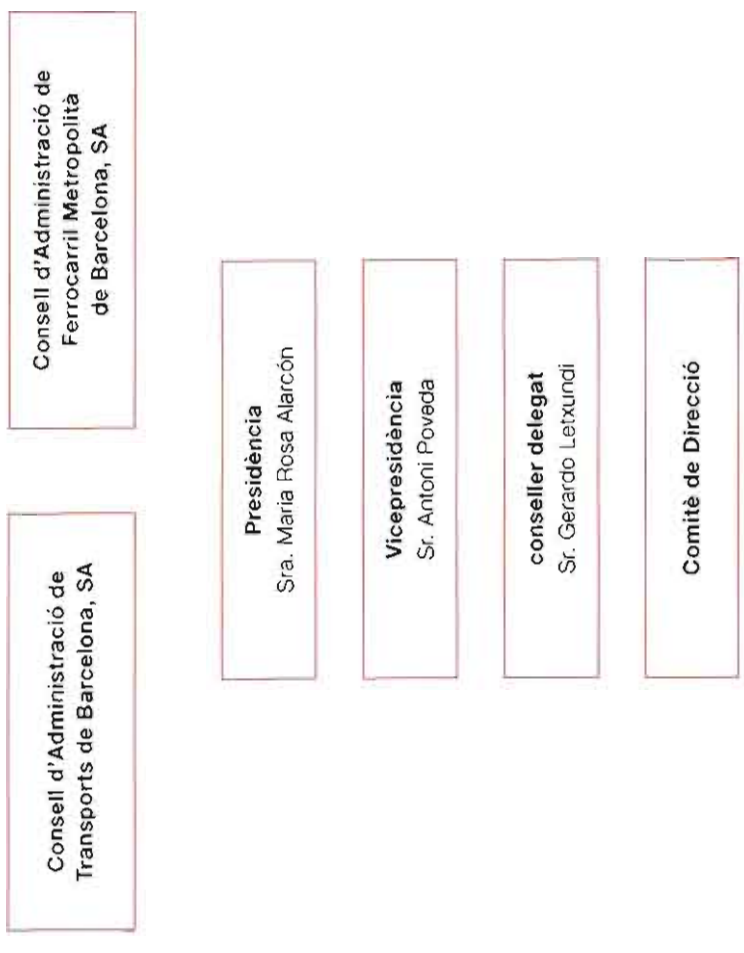 Consell d'Administració de
Transports de Barcelona, SA
Consell d'Administració de
Ferrocarril Metropolità
de Barcelona, SA
Presidència
Sra. Maria Rosa Alarcón
Vicepresidència
Sr. Antoni Poveda
conseller delegat
Sr. Gerardo Letxundi
Comitè de Direcció